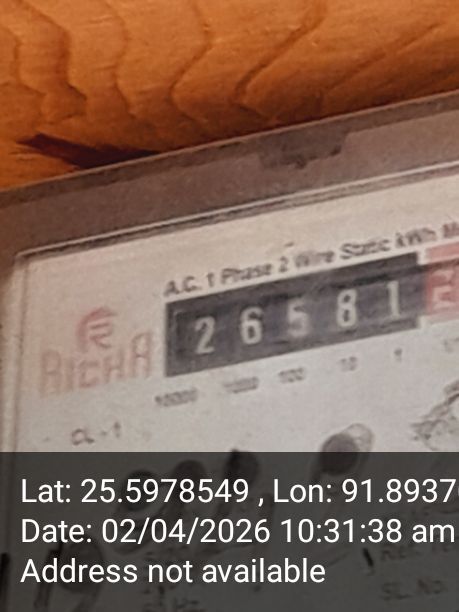 A.C. 1 Phase 2 Wire Static kWh M
2 6 5 8 1
RICHA
10000 1000 100 10 1
CL-1
Lat: 25.5978549 , Lon: 91.8937
Date: 02/04/2026 10:31:38 am
Address not available